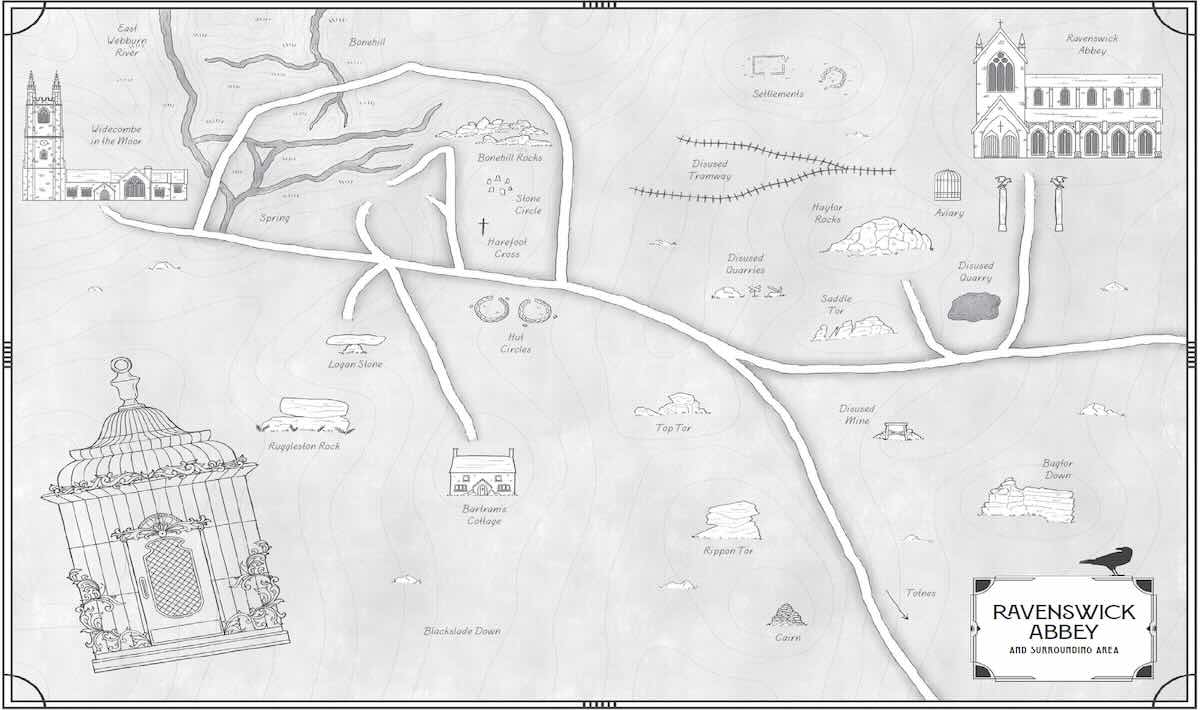 East
Webburn
River
Bonehill
Ravenswick
Abbey
Settlements
Widecombe
in the Moor
Bonehill Rocks
Disused
Tramway
Stone
Circle
Aviary
Haytor
Rocks
Spring
Harefoot
Cross
Disused
Quarries
Disused
Quarry
Saddle
Tor
Hut
Circles
Logan Stone
Disused
Mine
Top Tor
Ruggleston Rock
Bagtor
Down
Bartram's
Cottage
Rippon Tor
Totnes
Blackslade Down
Cairn
RAVENSWICK
ABBEY
AND SURROUNDING AREA